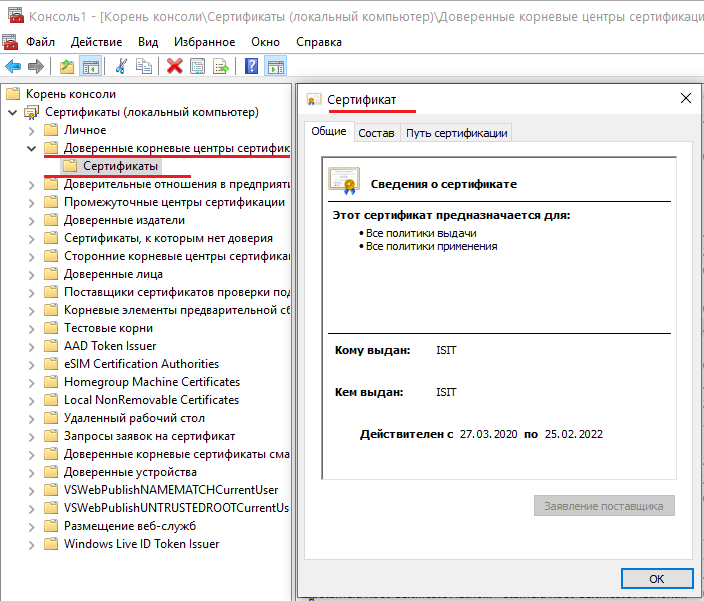 Консоль1 - [Корень консоли\Сертификаты (локальный компьютер)\Доверенные корневые центры сертификаци
Файл Действие Вид Избранное Окно Справка
Корень консоли
Сертификаты (локальный компьютер)
Личное
Доверенные корневые центры сертифик
Сертификаты
Доверительные отношения в предприяти
Промежуточные центры сертификации
Доверенные издатели
Сертификаты, к которым нет доверия
Сторонние корневые центры сертифика
Доверенные лица
Поставщики сертификатов проверки под
Корневые элементы предварительной сб
Тестовые корни
AAD Token Issuer
eSIM Certification Authorities
Homegroup Machine Certificates
Local NonRemovable Certificates
Удаленный рабочий стол
Запросы заявок на сертификат
Доверенные корневые сертификаты сма
Доверенные устройства
VSWebPublishNAMEMATCHCurrentUser
VSWebPublishUNTRUSTEDROOTCurrentUs
Размещение веб-служб
Windows Live ID Token Issuer
Сертификат
Общие Состав Путь сертификации
Сведения о сертификате
Этот сертификат предназначается для:
• Все политики выдачи
• Все политики применения
Кому выдан: ISIT
Кем выдан: ISIT
Действителен с 27.03.2020 по 25.02.2022
Заявление поставщика
ОК